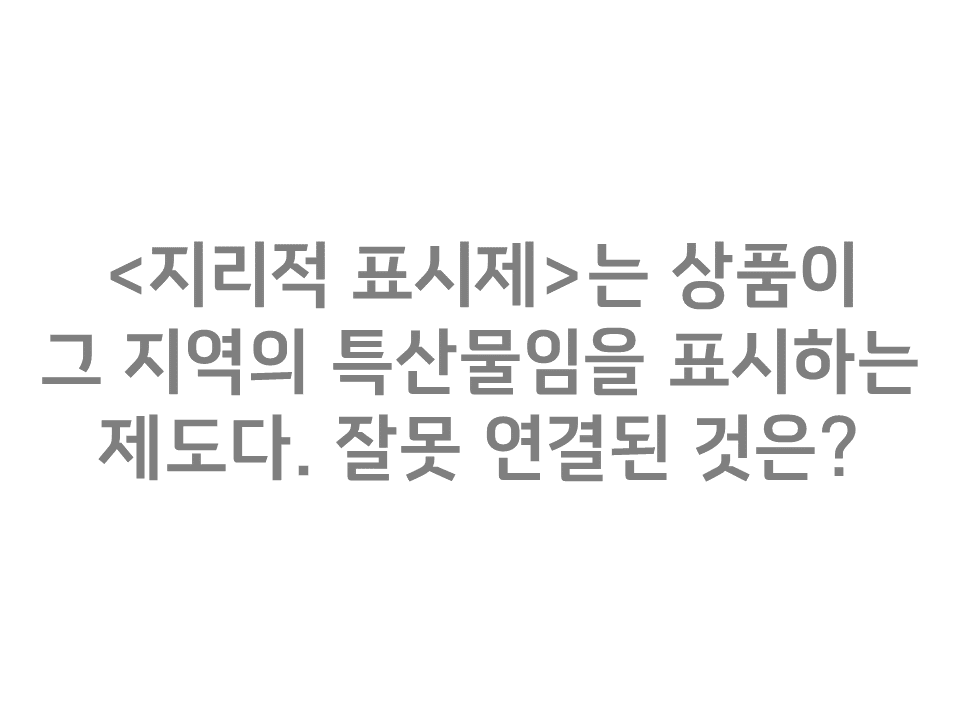 <지리적 표시제>는 상품이
그 지역의 특산물임을 표시하는
제도다. 잘못 연결된 것은?